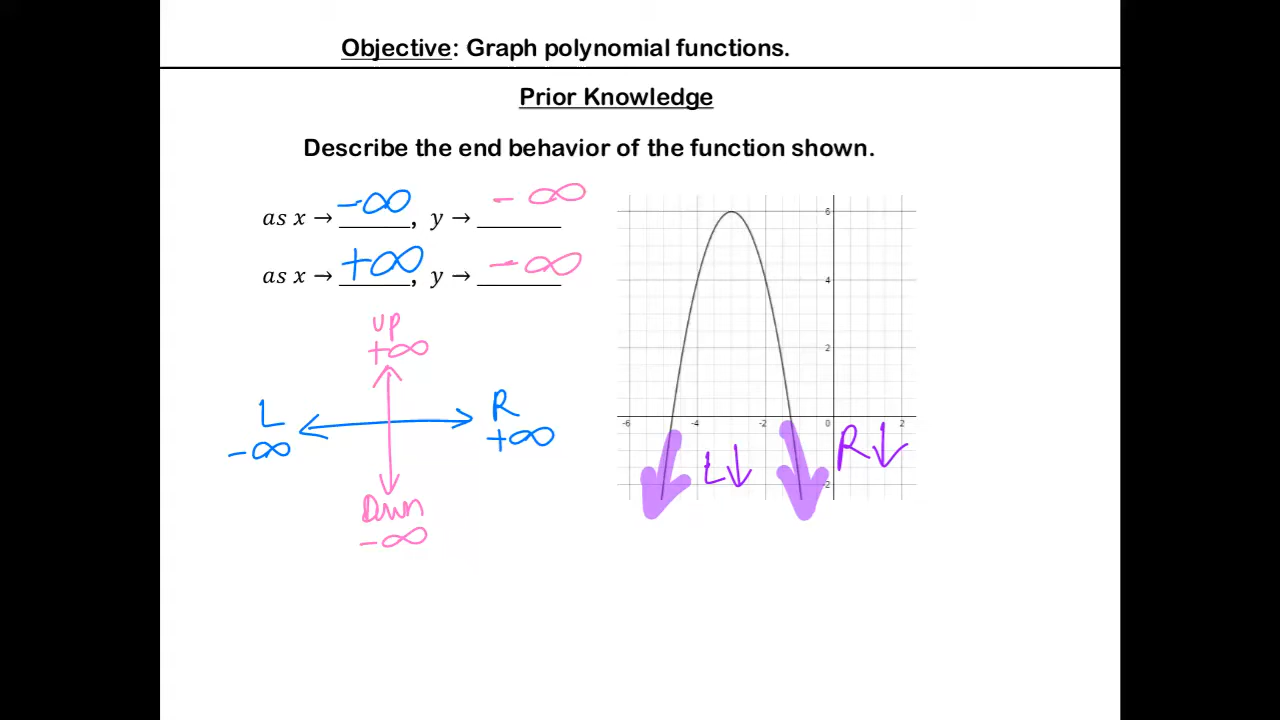 Objective: Graph polynomial functions.
Prior Knowledge
Describe the end behavior of the function shown.
as x → -∞, y → -∞
as x → +∞, y → -∞
up
+∞
L
-∞
R
+∞
Down
-∞
6
4
2
-6 -4 -2 0 2
-2
L↓
R↓